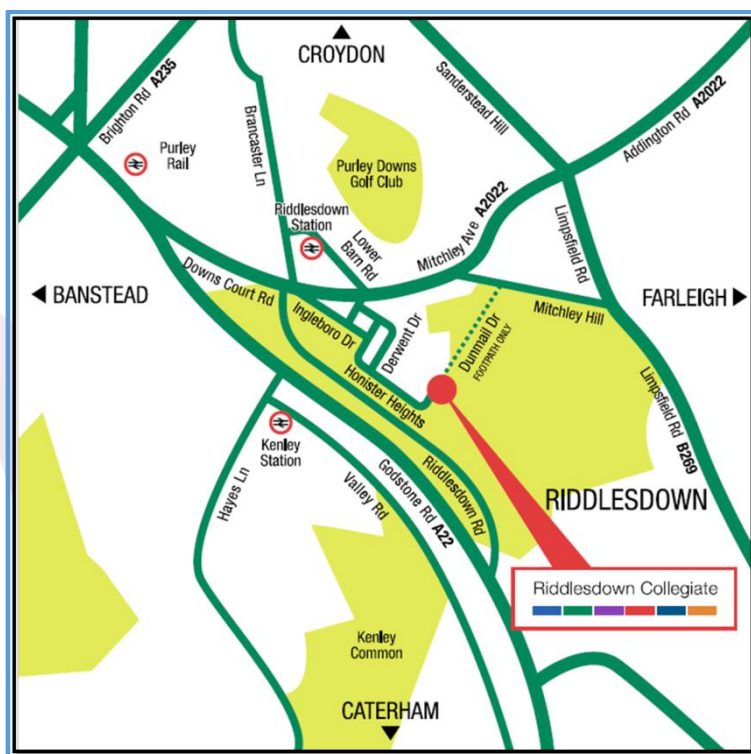 CROYDON
Brighton Rd A235
Sanderstead Hill
Addington Rd A2022
Purley
Rail
Brancaster Ln
Purley Downs
Golf Club
Riddlesdown
Station
Lower
Barn Rd
Mitchley Ave A2022
Limpsfield Rd
BANSTEAD
Downs Court Rd
Ingleboro Dr
Derwent Dr
Dunmail Dr
FOOTPATH ONLY
Mitchley Hill
FARLEIGH
Honister Heights
Limpsfield Rd B269
Kenley
Station
Hayes Ln
Valley Rd
Godstone Rd A22
Riddlesdown Rd
RIDDLESDOWN
Riddlesdown Collegiate
Kenley
Common
CATERHAM